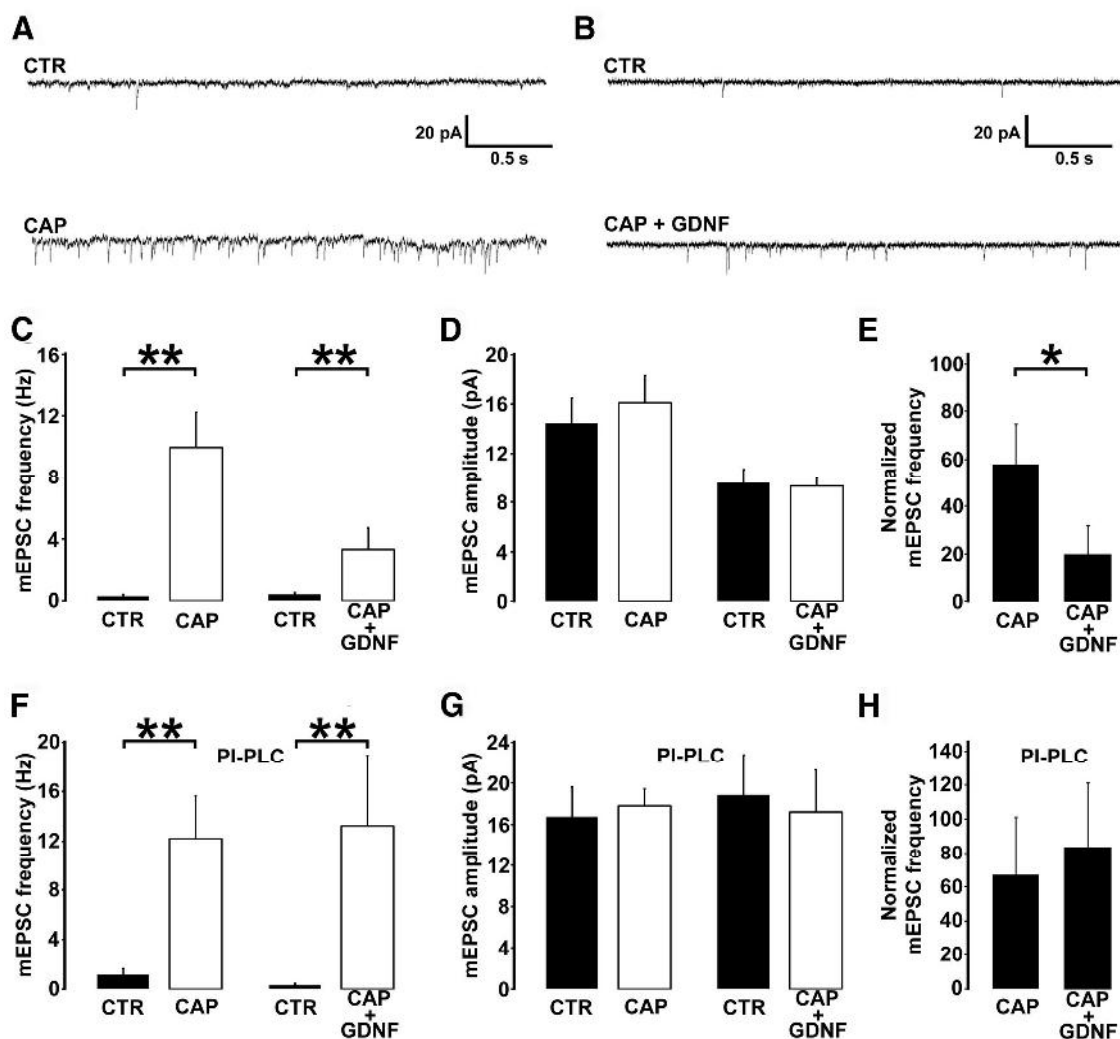 A
CTR
20 pA
0.5 s
CAP
B
CTR
20 pA
0.5 s
CAP + GDNF
C
mEPSC frequency (Hz)
16
12
8
4
0
**
**
CTR
CAP
CTR
CAP
+
GDNF
D
mEPSC amplitude (pA)
20
16
12
8
4
0
CTR
CAP
CTR
CAP
+
GDNF
E
Normalized
mEPSC frequency
100
80
60
40
20
0
*
CAP
CAP
+
GDNF
F
mEPSC frequency (Hz)
20
16
12
8
4
0
**
**
PI-PLC
CTR
CAP
CTR
CAP
+
GDNF
G
mEPSC amplitude (pA)
24
20
16
12
8
4
0
PI-PLC
CTR
CAP
CTR
CAP
+
GDNF
H
Normalized
mEPSC frequency
140
120
100
80
60
40
20
0
PI-PLC
CAP
CAP
+
GDNF